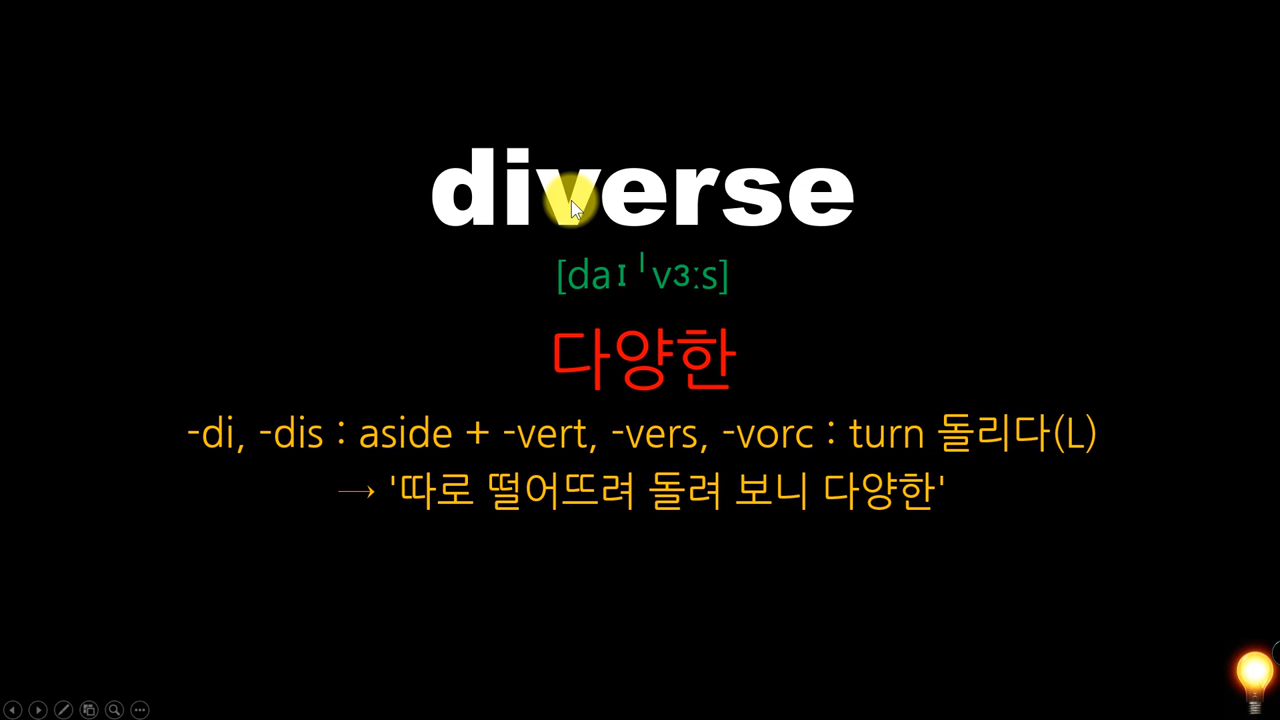 diverse
[daɪˈvɜːs]
다양한
-di, -dis : aside + -vert, -vers, -vorc : turn 돌리다(L)
→ '따로 떨어뜨려 돌려 보니 다양한'